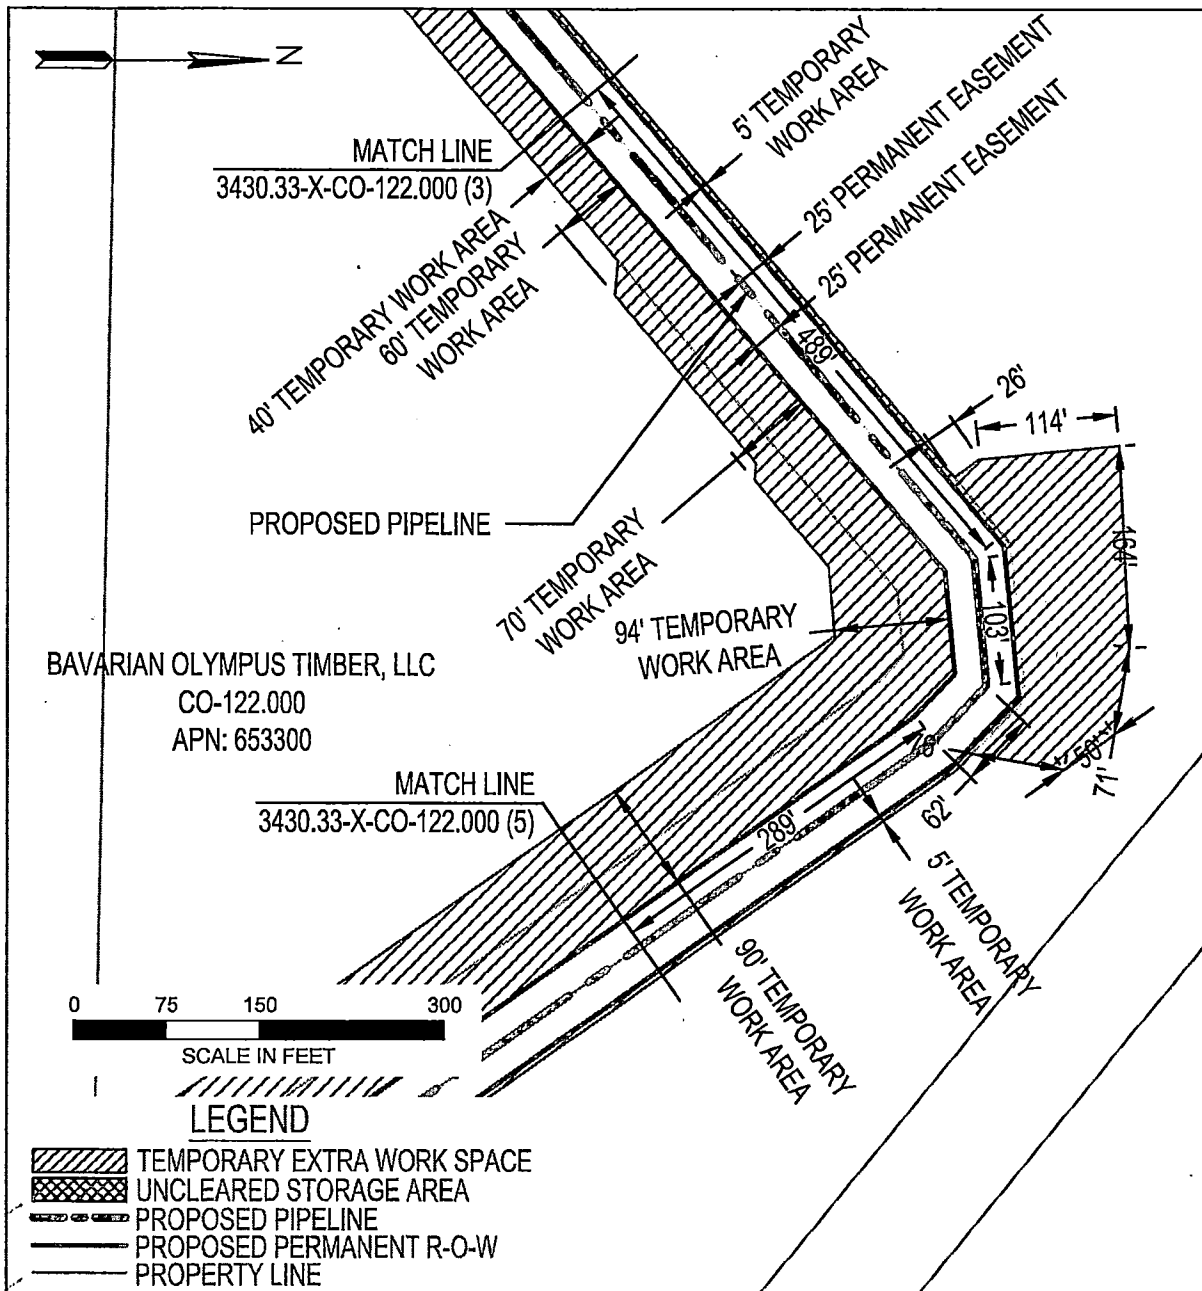 N
MATCH LINE
3430.33-X-CO-122.000 (3)
5' TEMPORARY
WORK AREA
25' PERMANENT EASEMENT
25' PERMANENT EASEMENT
40' TEMPORARY WORK AREA
60' TEMPORARY
WORK AREA
489'
26'
114'
PROPOSED PIPELINE
164'
70' TEMPORARY
WORK AREA
94' TEMPORARY
WORK AREA
103'
BAVARIAN OLYMPUS TIMBER, LLC
CO-122.000
APN: 653300
50'
71'
62'
MATCH LINE
3430.33-X-CO-122.000 (5)
289'
5' TEMPORARY
WORK AREA
90' TEMPORARY
WORK AREA
0 75 150 300
SCALE IN FEET
LEGEND
TEMPORARY EXTRA WORK SPACE
UNCLEARED STORAGE AREA
PROPOSED PIPELINE
PROPOSED PERMANENT R-O-W
PROPERTY LINE